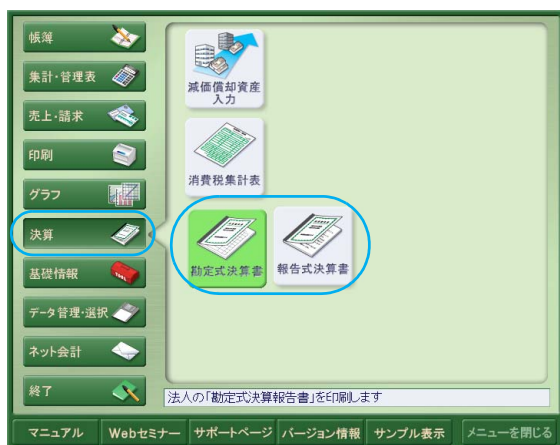 帳簿
集計・管理表
売上・請求
印刷
グラフ
決算
基礎情報
データ管理・選択
ネット会計
終了
減価償却資産
入力
消費税集計表
勘定式決算書
報告式決算書
法人の「勘定式決算報告書」を印刷します
マニュアル
Webセミナー
サポートページ
バージョン情報
サンプル表示
メニューを閉じる